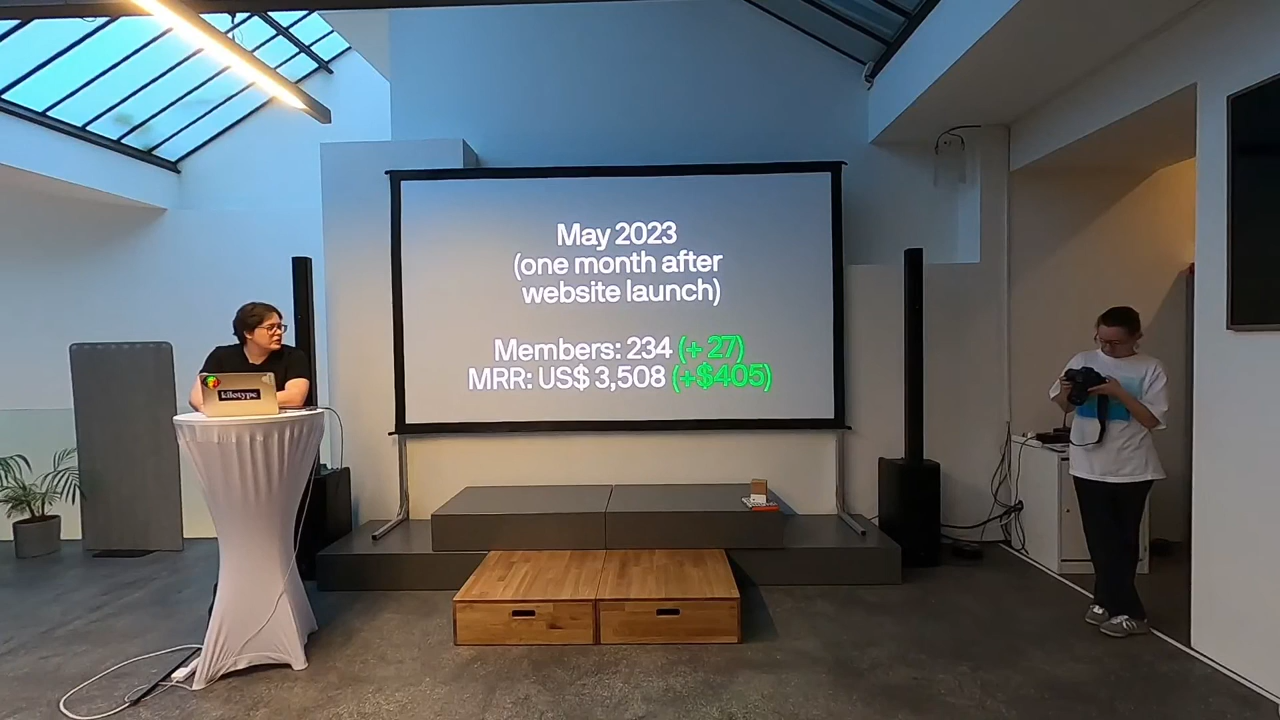 May 2023
(one month after
website launch)
Members: 234 (+ 27)
MRR: US$ 3,508 (+$405)
kilotype